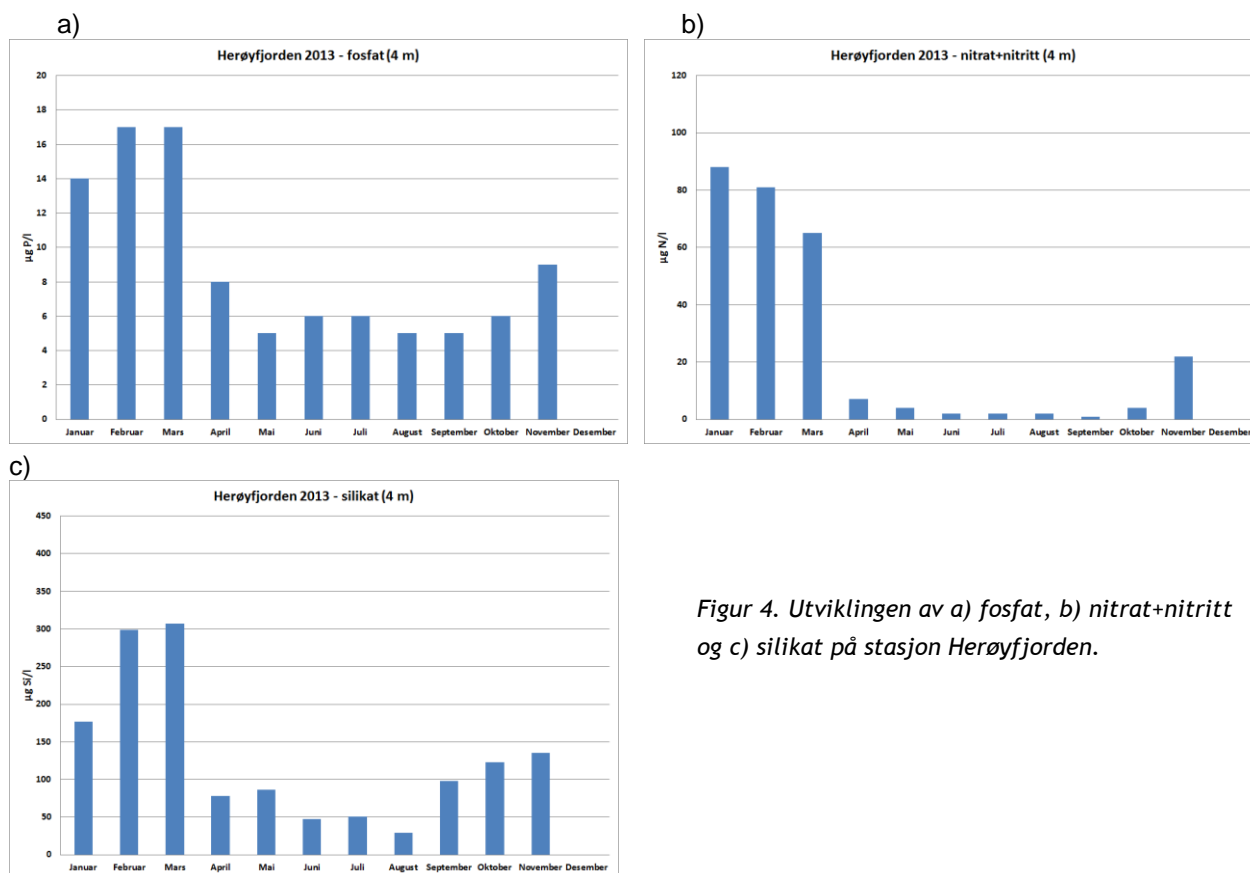 a)
Herøyfjorden 2013 - fosfat (4 m)
20
18
16
14
12
10
8
6
4
2
0
µg P/l
Januar Februar Mars April Mai Juni Juli August September Oktober November Desember
b)
Herøyfjorden 2013 - nitrat+nitritt (4 m)
120
100
80
60
40
20
0
µg N/l
Januar Februar Mars April Mai Juni Juli August September Oktober November Desember
c)
Herøyfjorden 2013 - silikat (4 m)
450
400
350
300
250
200
150
100
50
0
µg Si/l
Januar Februar Mars April Mai Juni Juli August September Oktober November Desember
Figur 4. Utviklingen av a) fosfat, b) nitrat+nitritt
og c) silikat på stasjon Herøyfjorden.